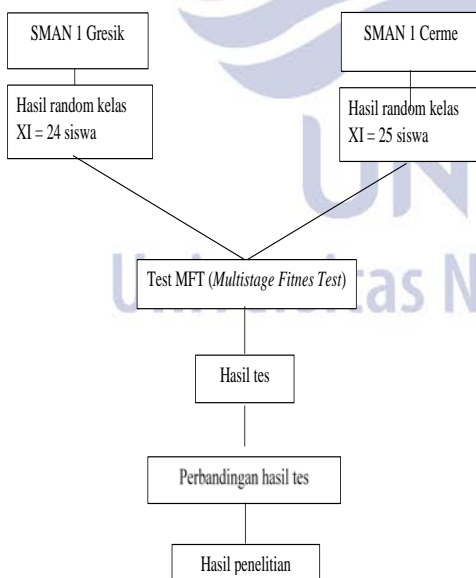 SMAN 1 Gresik
SMAN 1 Cerme
Hasil random kelas
XI = 24 siswa
Hasil random kelas
XI = 25 siswa
UN
Test MFT (Multistage Fitnes Test)
Hasil tes
Perbandingan hasil tes
Hasil penelitian